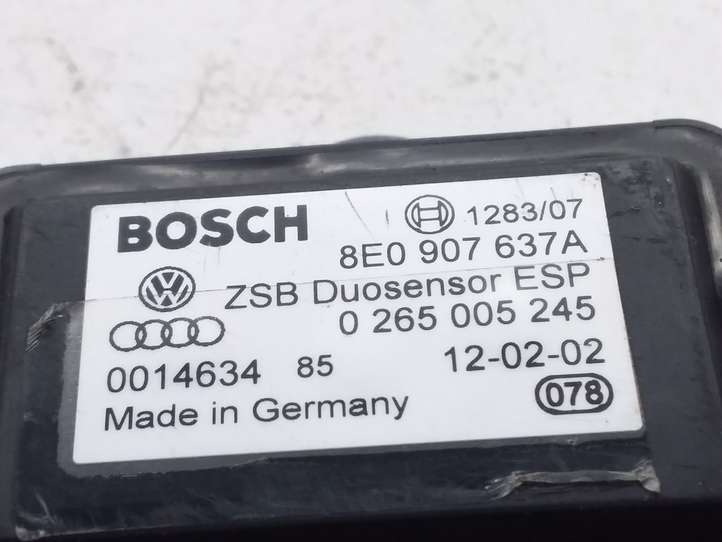 BOSCH 1283/07
8E0 907 637A
ZSB Duosensor ESP
0 265 005 245
0014634 85 12-02-02
Made in Germany 078